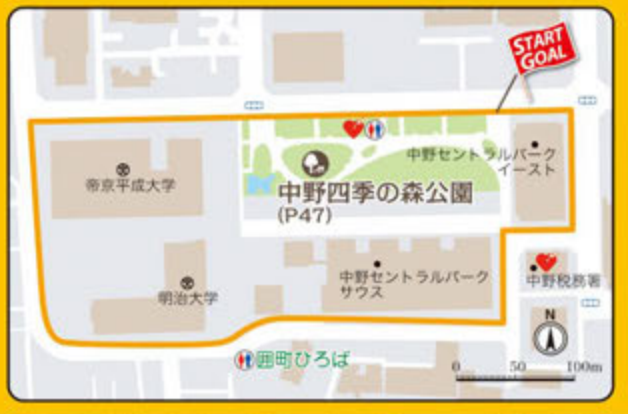 START
GOAL
中野セントラルパーク
イースト
帝京平成大学
中野四季の森公園
(P47)
中野セントラルパーク
サウス
中野税務署
明治大学
N
囲町ひろば
0 50 100m